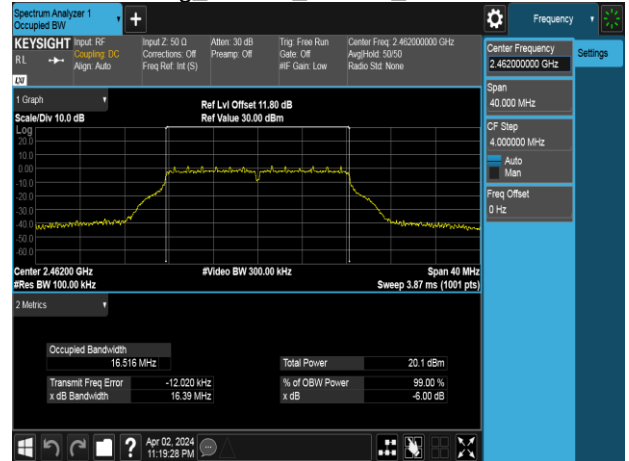 Spectrum Analyzer 1
Occupied BW
Frequency
KEYSIGHT Input: RF Input Z: 50 Ω Atten: 30 dB Trig: Free Run Center Freq: 2.462000000 GHz
RL Coupling: DC Corrections: Off Preamp: Off Gate: Off Avg|Hold: 50/50
Align: Auto Freq Ref: Int (S) #IF Gain: Low Radio Std: None
LXI
Center Frequency
2.462000000 GHz
Settings
Span
40.000 MHz
CF Step
4.000000 MHz
Auto
Man
Freq Offset
0 Hz
1 Graph
Ref Lvl Offset 11.80 dB
Scale/Div 10.0 dB Ref Value 30.00 dBm
Log
20.0
10.0
0.00
-10.0
-20.0
-30.0
-40.0
-50.0
-60.0
Center 2.46200 GHz #Video BW 300.00 kHz Span 40 MHz
#Res BW 100.00 kHz Sweep 3.87 ms (1001 pts)
2 Metrics
Occupied Bandwidth
16.516 MHz
Total Power 20.1 dBm
Transmit Freq Error -12.020 kHz % of OBW Power 99.00 %
x dB Bandwidth 16.39 MHz x dB -6.00 dB
? Apr 02, 2024
11:19:28 PM